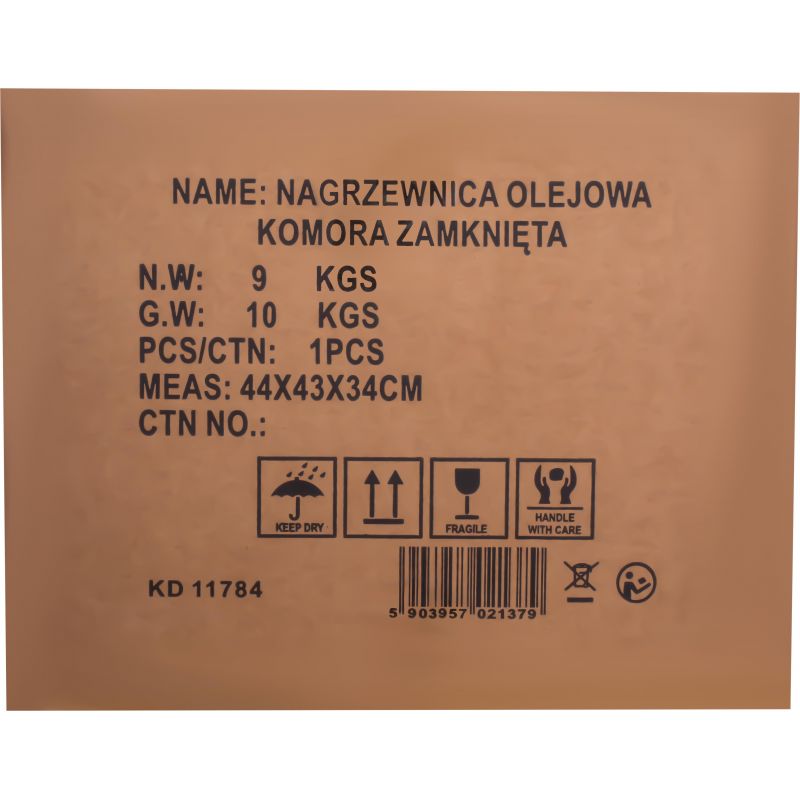 NAME: NAGRZEWNICA OLEJOWA
KOMORA ZAMKNIĘTA
N.W: 9 KGS
G.W: 10 KGS
PCS/CTN: 1PCS
MEAS: 44X43X34CM
CTN NO.:
KEEP DRY
FRAGILE
HANDLE
WITH CARE
KD 11784
5 903957 021379